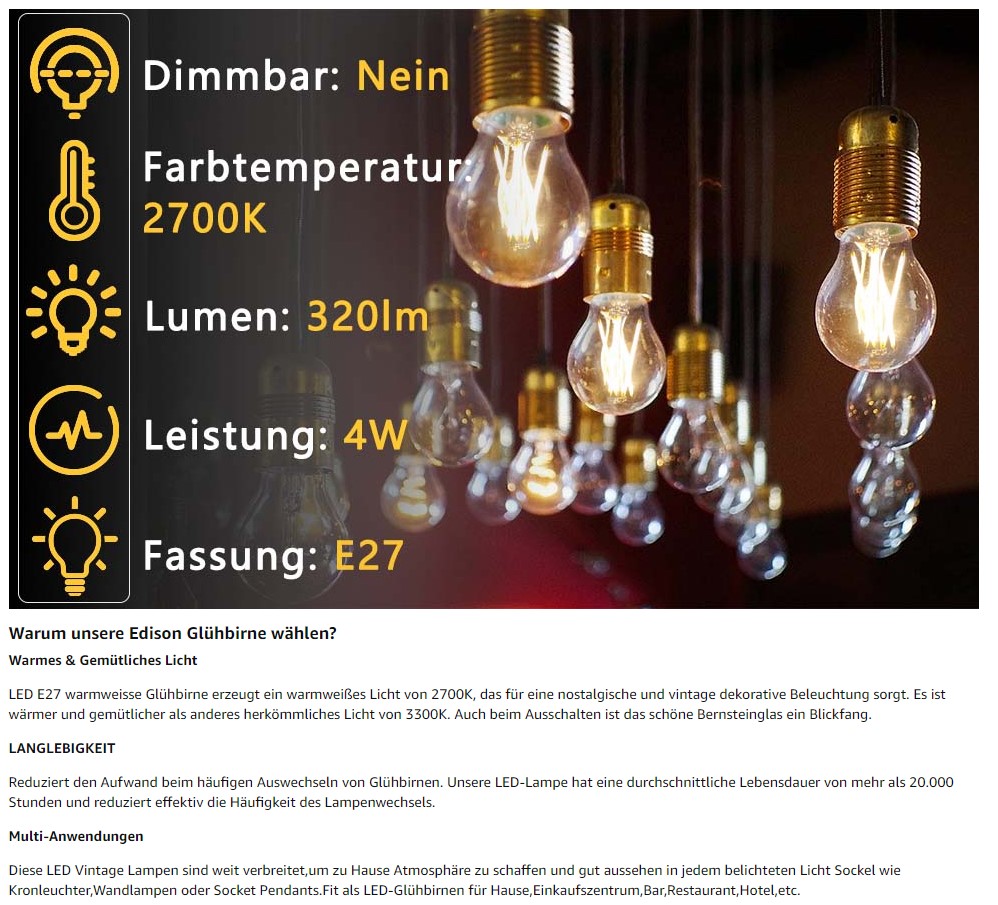 Dimmbar: Nein
Farbtemperatur:
2700K
Lumen: 320lm
Leistung: 4W
Fassung: E27
Warum unsere Edison Glühbirne wählen?
Warmes & Gemütliches Licht
LED E27 warmweisse Glühbirne erzeugt ein warmweißes Licht von 2700K, das für eine nostalgische und vintage dekorative Beleuchtung sorgt. Es ist
wärmer und gemütlicher als anderes herkömmliches Licht von 3300K. Auch beim Ausschalten ist das schöne Bernsteinglas ein Blickfang.
LANGLEBIGKEIT
Reduziert den Aufwand beim häufigen Auswechseln von Glühbirnen. Unsere LED-Lampe hat eine durchschnittliche Lebensdauer von mehr als 20.000
Stunden und reduziert effektiv die Häufigkeit des Lampenwechsels.
Multi-Anwendungen
Diese LED Vintage Lampen sind weit verbreitet,um zu Hause Atmosphäre zu schaffen und gut aussehen in jedem belichteten Licht Sockel wie
Kronleuchter,Wandlampen oder Socket Pendants.Fit als LED-Glühbirnen für Hause,Einkaufszentrum,Bar,Restaurant,Hotel,etc.